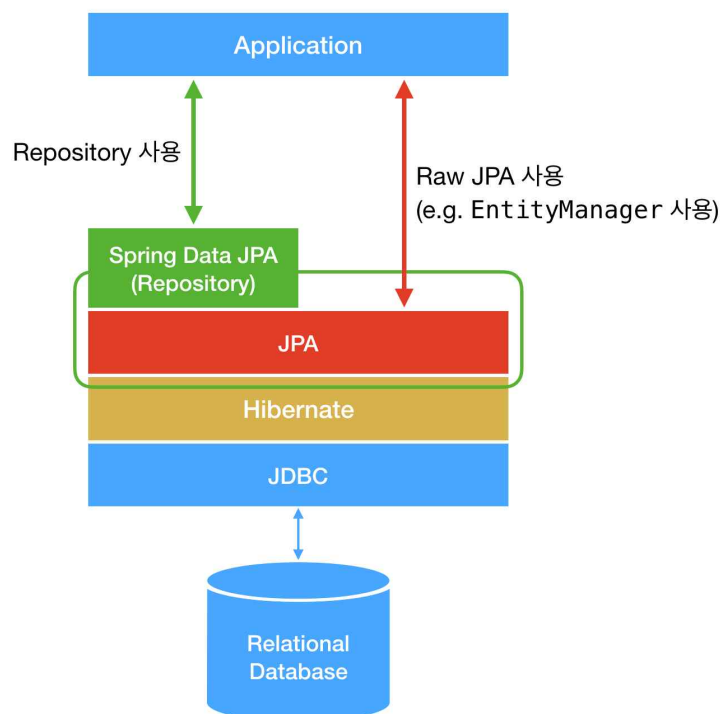 Application
Repository 사용
Raw JPA 사용
(e.g. EntityManager 사용)
Spring Data JPA
(Repository)
JPA
Hibernate
JDBC
Relational
Database